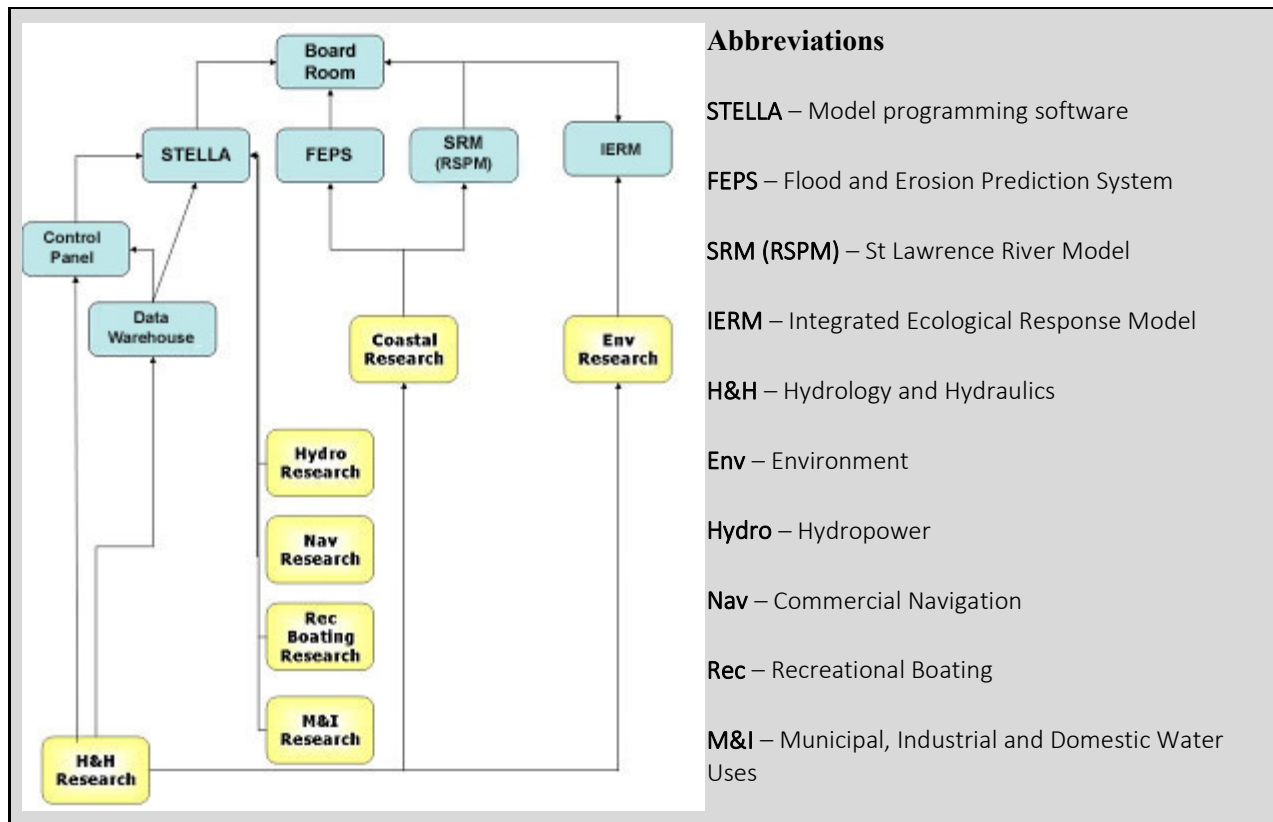 Board
Room
STELLA
FEPS
SRM
(RSPM)
IERM
Control
Panel
Data
Warehouse
Coastal
Research
Env
Research
Hydro
Research
Nav
Research
Rec
Boating
Research
M&I
Research
H&H
Research
Abbreviations
STELLA – Model programming software
FEPS – Flood and Erosion Prediction System
SRM (RSPM) – St Lawrence River Model
IERM – Integrated Ecological Response Model
H&H – Hydrology and Hydraulics
Env – Environment
Hydro – Hydropower
Nav – Commercial Navigation
Rec – Recreational Boating
M&I – Municipal, Industrial and Domestic Water
Uses